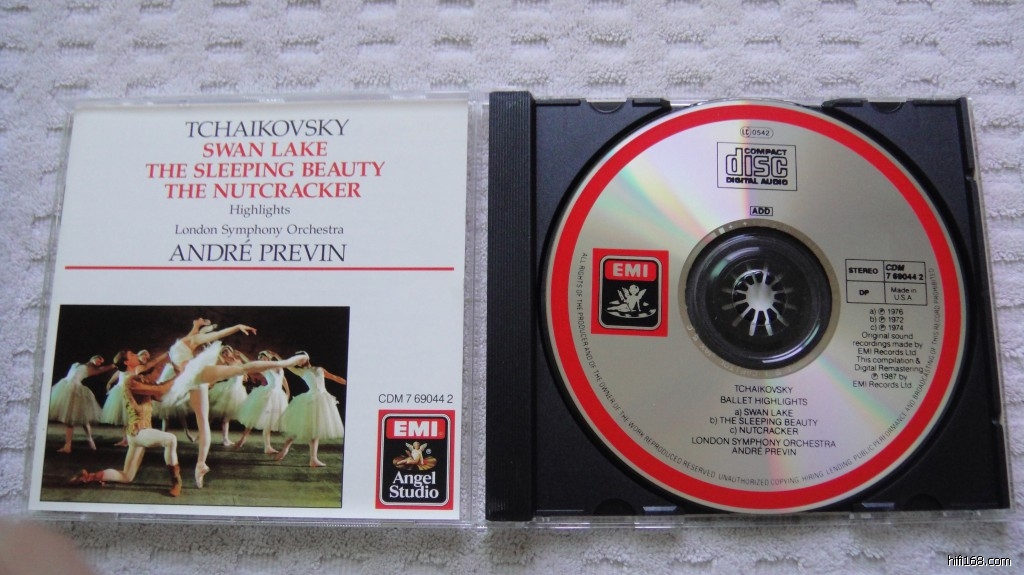 TCHAIKOVSKY
SWAN LAKE
THE SLEEPING BEAUTY
THE NUTCRACKER
Highlights
London Symphony Orchestra
ANDRÉ PREVIN
CDM 7 69044 2
EMI
Angel
Studio
LC 0542
COMPACT
disc
DIGITAL AUDIO
ADD
EMI
STEREO
CDM
7 69044 2
DP
Made in
U.S.A.
a) ℗ 1976
b) ℗ 1972
c) ℗ 1974
Original sound
recordings made by
EMI Records Ltd.
This compilation &
Digital Remastering
℗ 1987 by
EMI Records Ltd.
TCHAIKOVSKY
BALLET HIGHLIGHTS
a) SWAN LAKE
b) THE SLEEPING BEAUTY
c) NUTCRACKER
LONDON SYMPHONY ORCHESTRA
ANDRE PREVIN
ALL RIGHTS OF THE PRODUCER AND OF THE OWNER OF THE WORK REPRODUCED RESERVED. UNAUTHORIZED COPYING, HIRING, LENDING, PUBLIC PERFORMANCE AND BROADCASTING OF THIS RECORD PROHIBITED.
hifi168.com